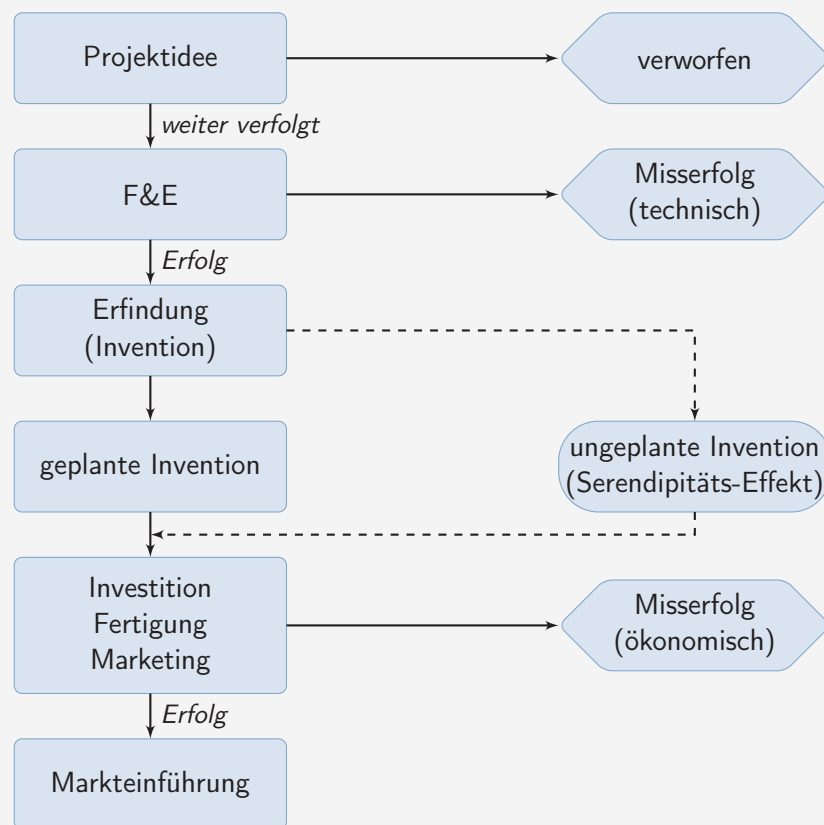 Projektidee
verworfen
weiter verfolgt
F&E
Misserfolg
(technisch)
Erfolg
Erfindung
(Invention)
geplante Invention
ungeplante Invention
(Serendipitäts-Effekt)
Investition
Fertigung
Marketing
Misserfolg
(ökonomisch)
Erfolg
Markteinführung